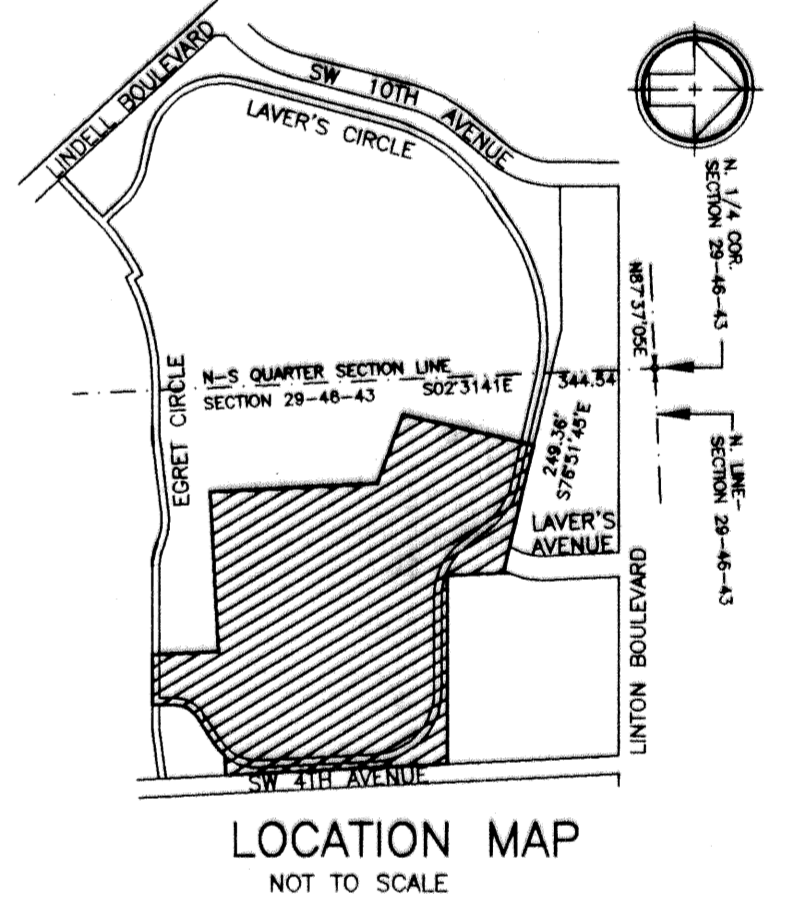 LINDELL BOULEVARD
SW 10TH AVENUE
LAVER'S CIRCLE
N. 1/4 COR.
SECTION 29-46-43
N87°37'05E
EGRET CIRCLE
N-S QUARTER SECTION LINE
SECTION 29-46-43
S02°3141E
344.54
249.36'
S76°51'45"E
N. LINE-
SECTION 29-46-43
LAVER'S
AVENUE
LINTON BOULEVARD
SW 4TH AVENUE
LOCATION MAP
NOT TO SCALE